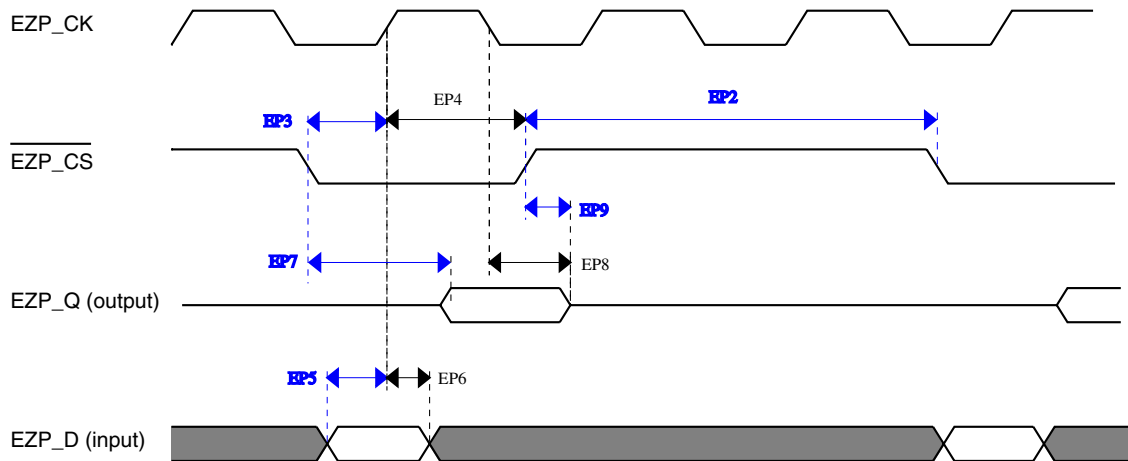 EZP_CK
EP4
EP2
EP3
EZP_CS
EP9
EP7
EP8
EZP_Q (output)
EP5
EP6
EZP_D (input)